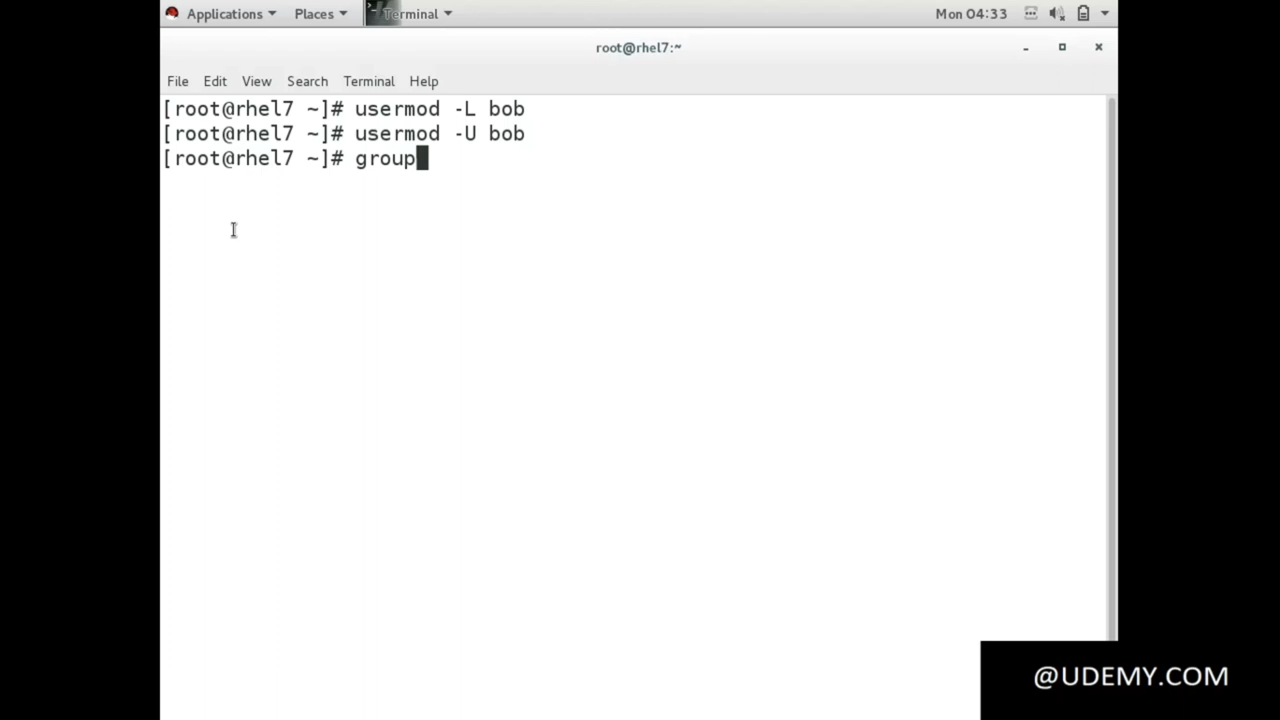 Applications Places Terminal Mon 04:33
root@rhel7:~
File Edit View Search Terminal Help
[root@rhel7 ~]# usermod -L bob
[root@rhel7 ~]# usermod -U bob
[root@rhel7 ~]# group
@UDEMY.COM